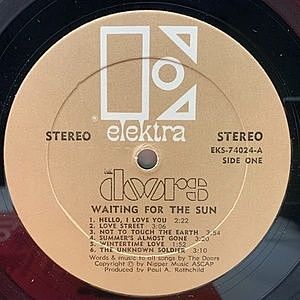 elektra
STEREO
STEREO
EKS-74024-A
SIDE ONE
the doors
WAITING FOR THE SUN
1. HELLO, I LOVE YOU 2:22
2. LOVE STREET 3:06
3. NOT TO TOUCH THE EARTH 3:54
4. SUMMER'S ALMOST GONE 3:20
5. WINTERTIME LOVE 1:52
6. THE UNKNOWN SOLDIER 3:10
Words & music to all songs by The Doors
Copyright © by Nipper Music ASCAP
Produced by Paul A. Rothchild